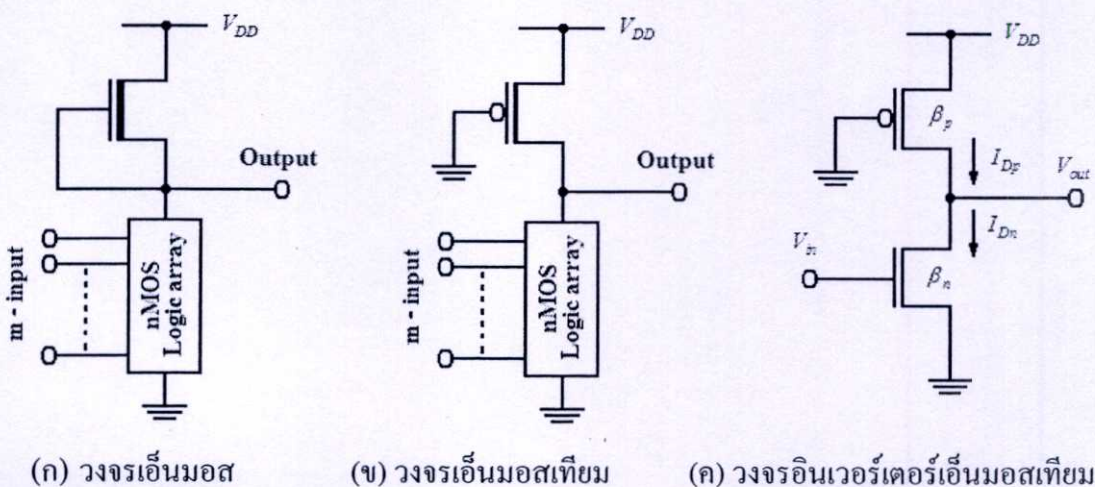 V_DD
Output
m - input
nMOS
Logic array
(ก) วงจรเอ็นมอส
V_DD
Output
m - input
nMOS
Logic array
(ข) วงจรเอ็นมอสเทียม
V_DD
β_p
I_Dp
V_out
I_Dn
V_in
β_n
(ค) วงจรอินเวอร์เตอร์เอ็นมอสเทียม